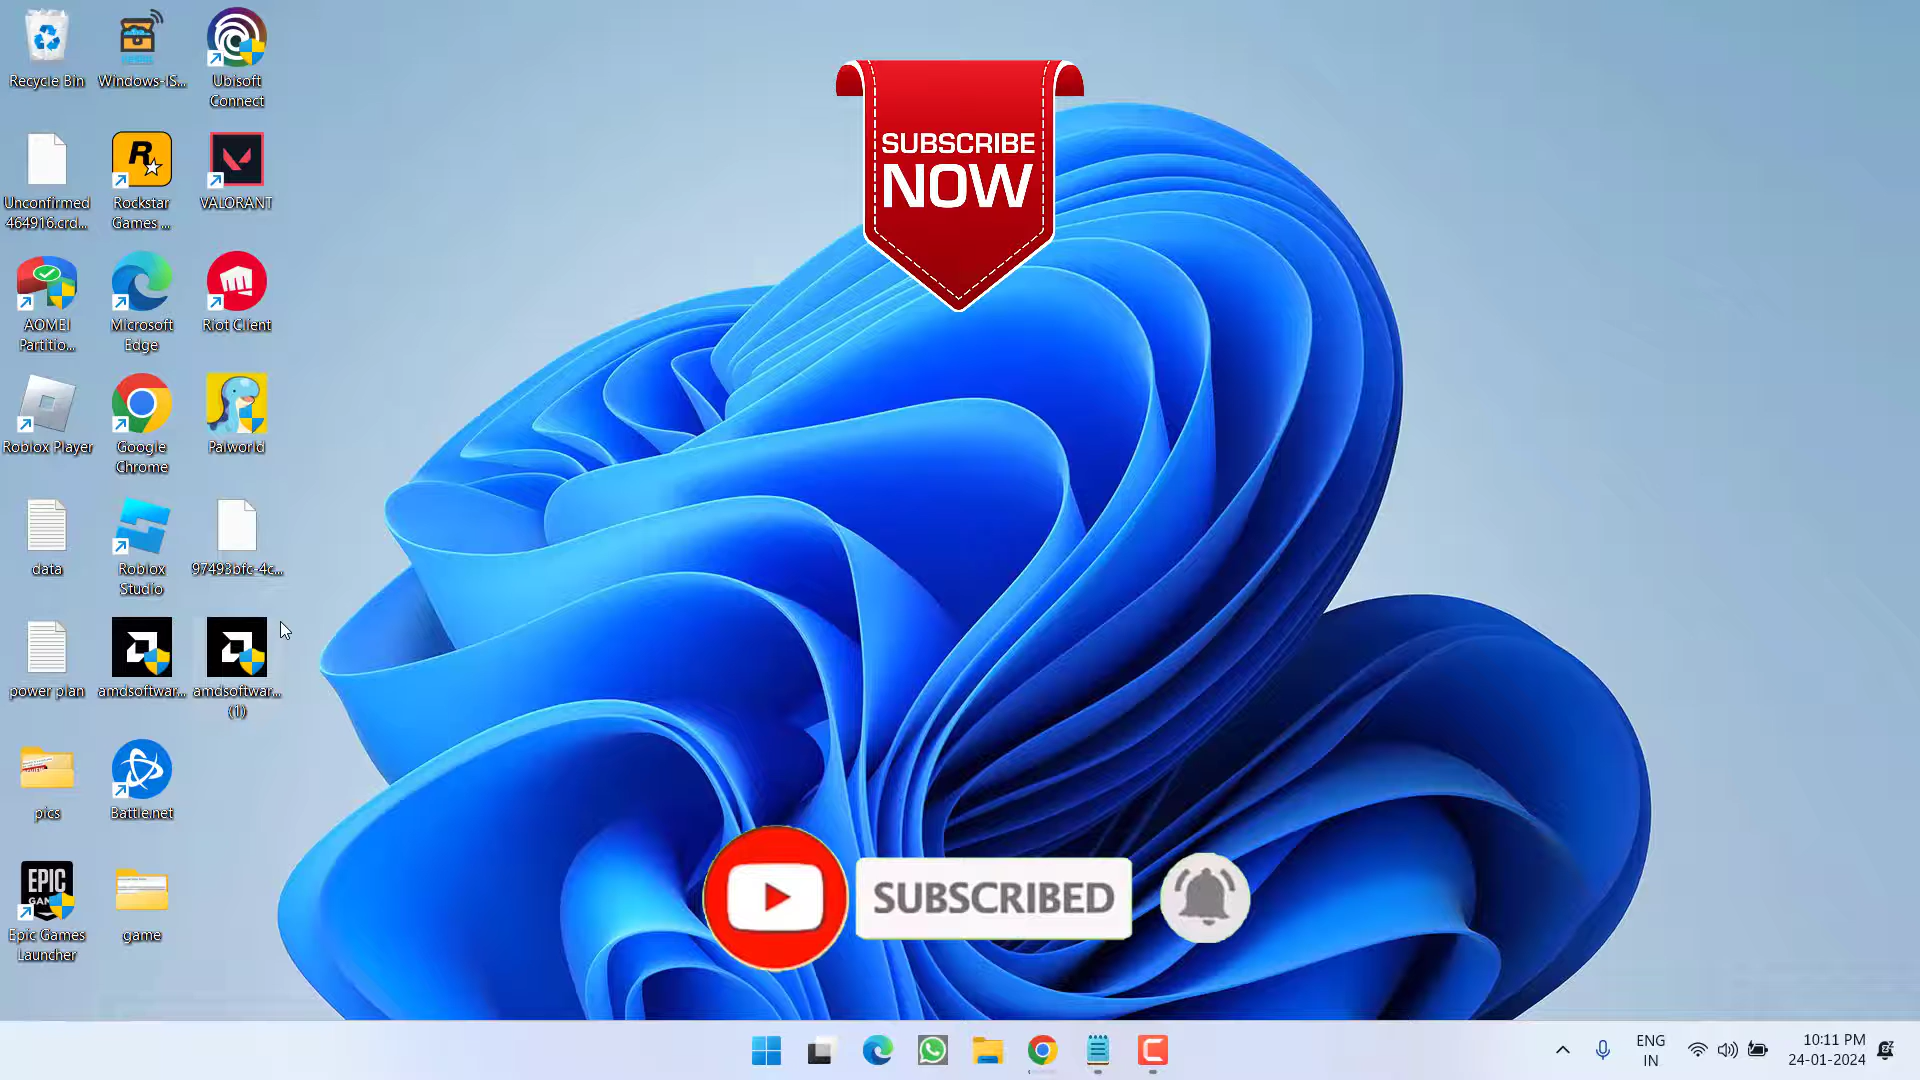 Recycle Bin
Windows-IS...
Ubisoft
Connect
Unconfirmed
464916.crd...
R
Rockstar
Games ...
VALORANT
AOMEI
Partitio...
Microsoft
Edge
Riot Client
Roblox Player
Google
Chrome
Palworld
data
Roblox
Studio
97493bfc-4c...
power plan
amdsoftwar...
amdsoftwar...
(1)
pics
Battle.net
EPIC
Epic Games
Launcher
game
SUBSCRIBE
NOW
SUBSCRIBED
ENG
IN
10:11 PM
24-01-2024